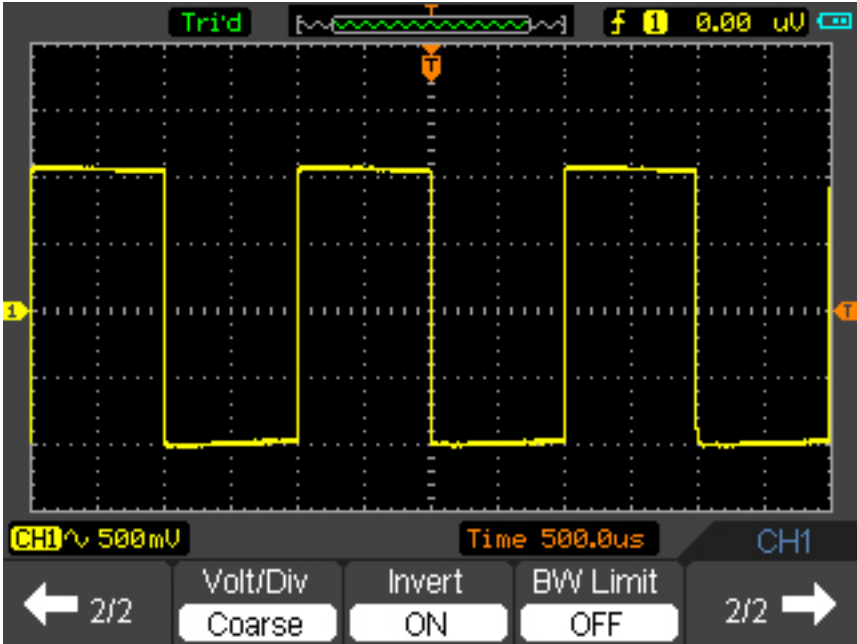 T
Tri'd 1 0.00 uV
T
1 T
CH1 500mV Time 500.0us CH1
2/2 Volt/Div Invert BW Limit 2/2
Coarse ON OFF